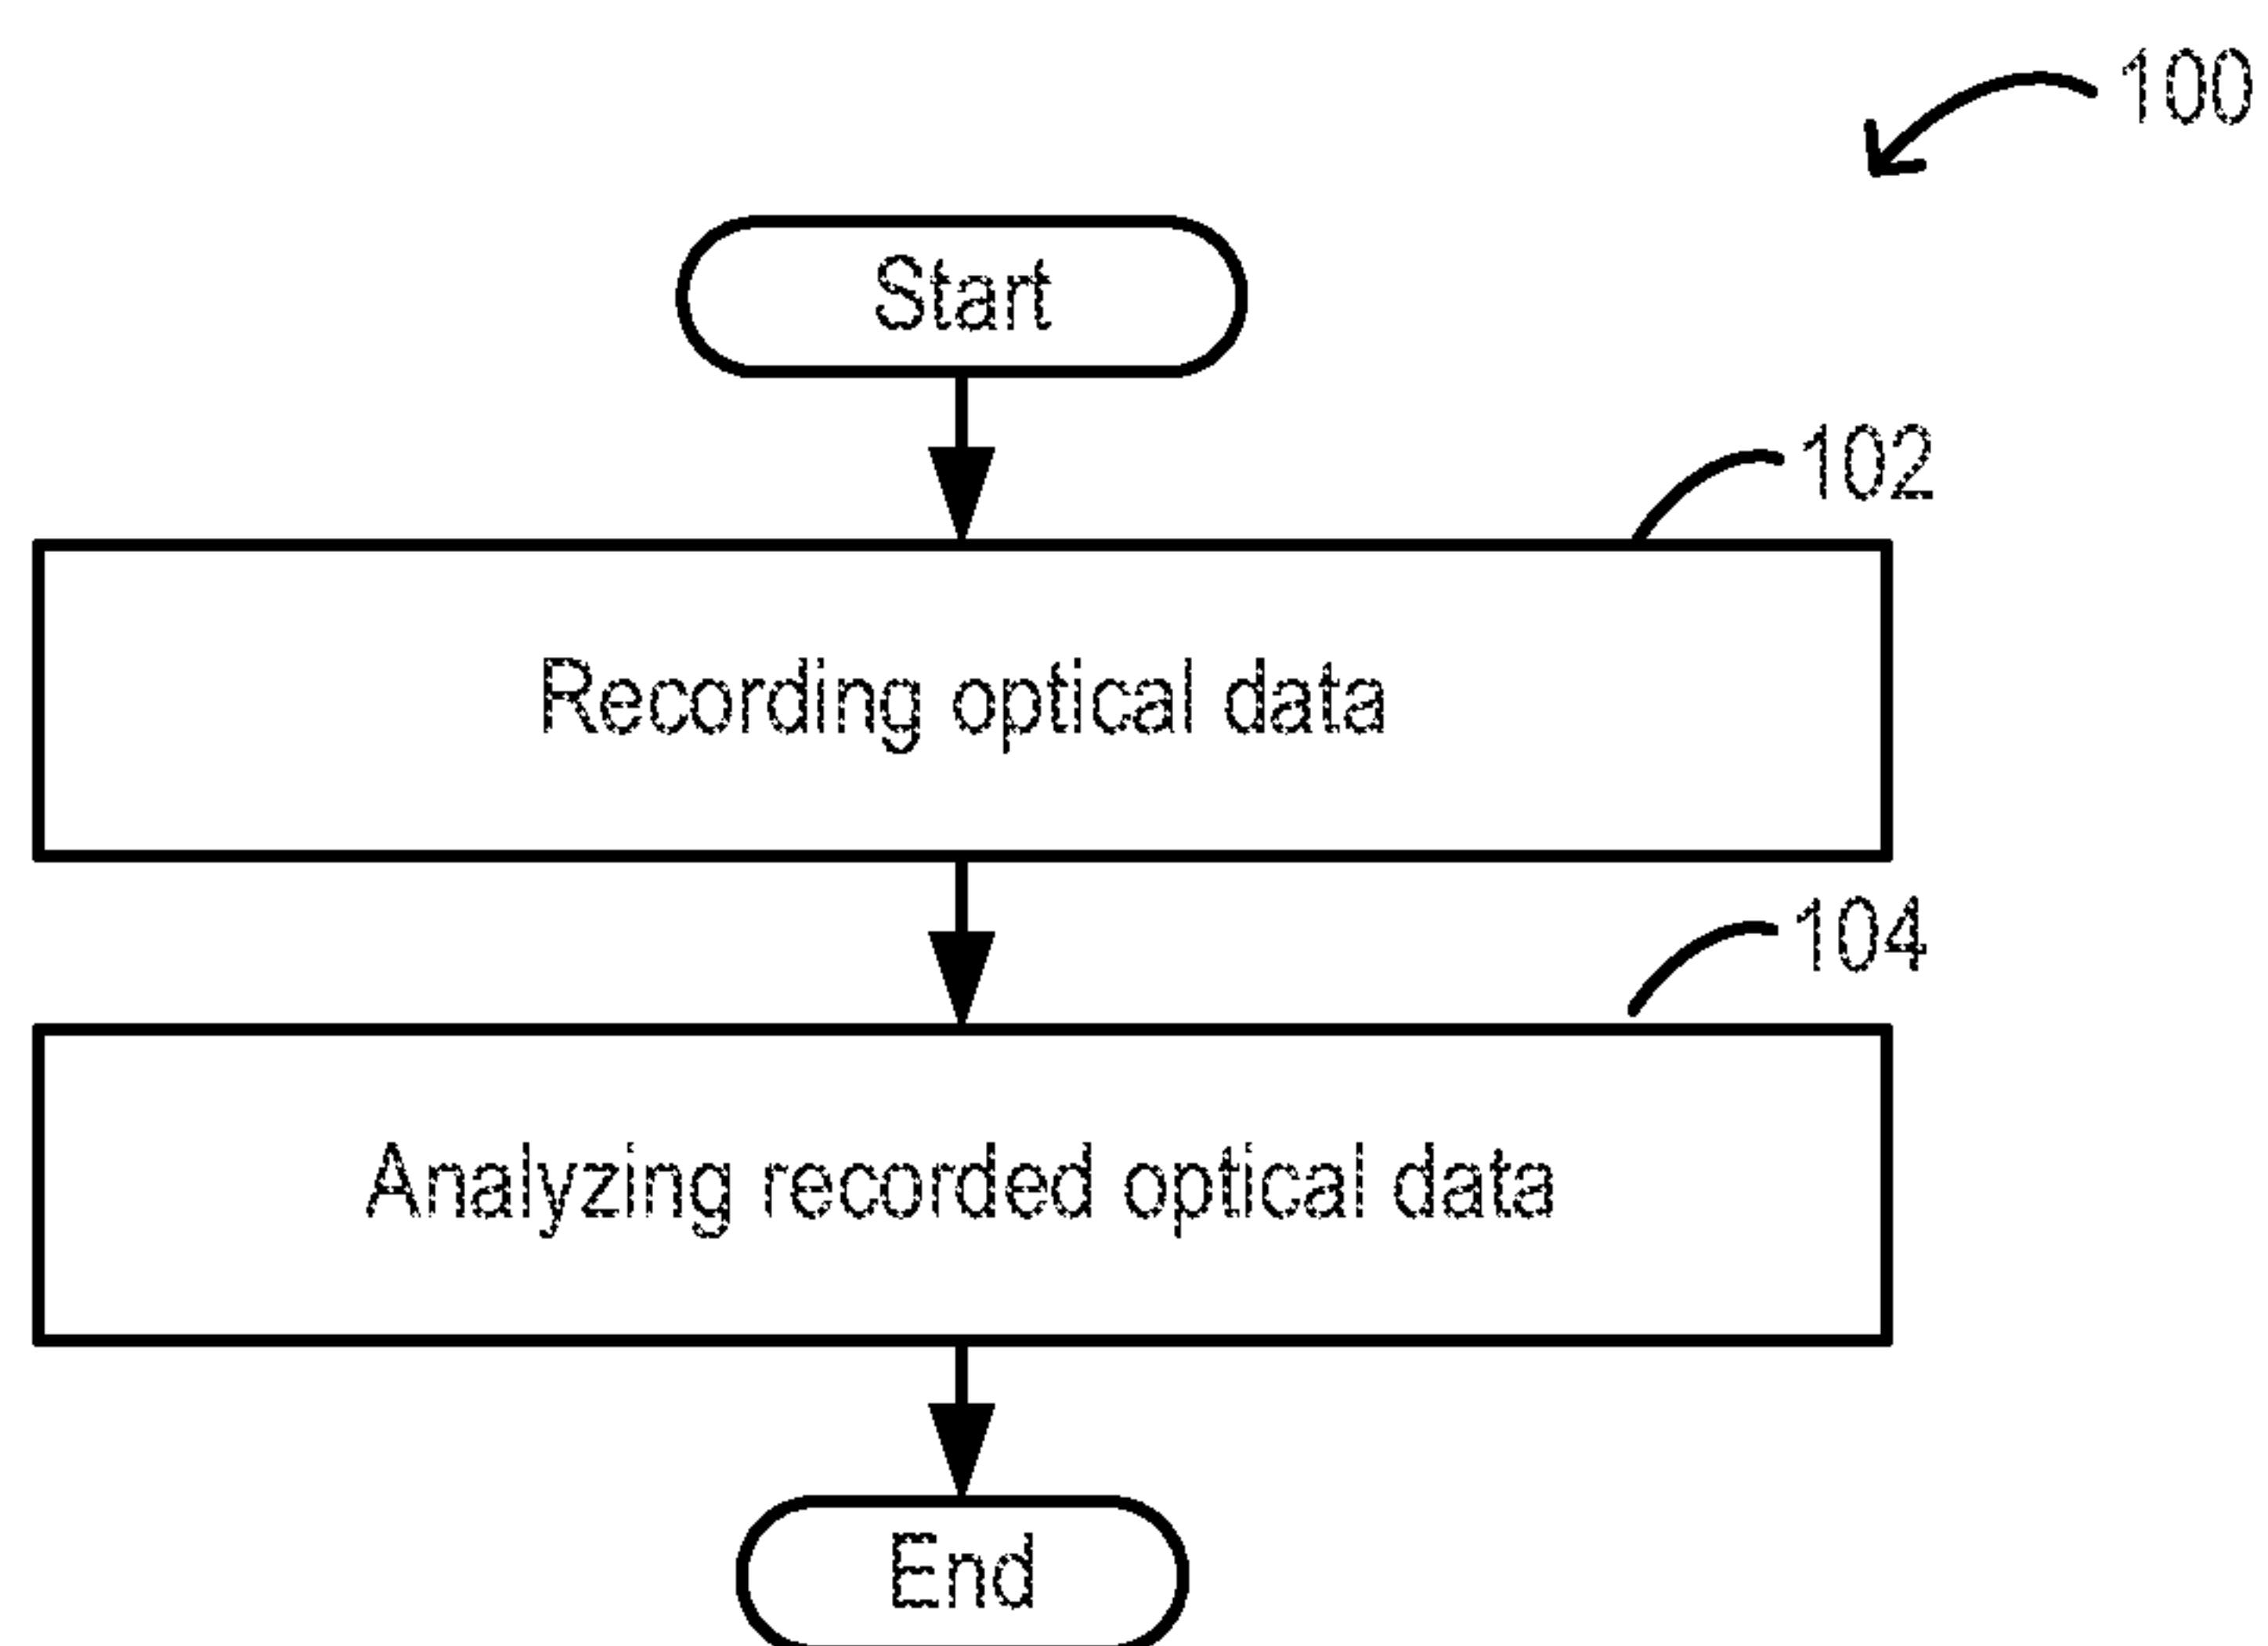 100
Start
102
Recording optical data
104
Analyzing recorded optical data
End